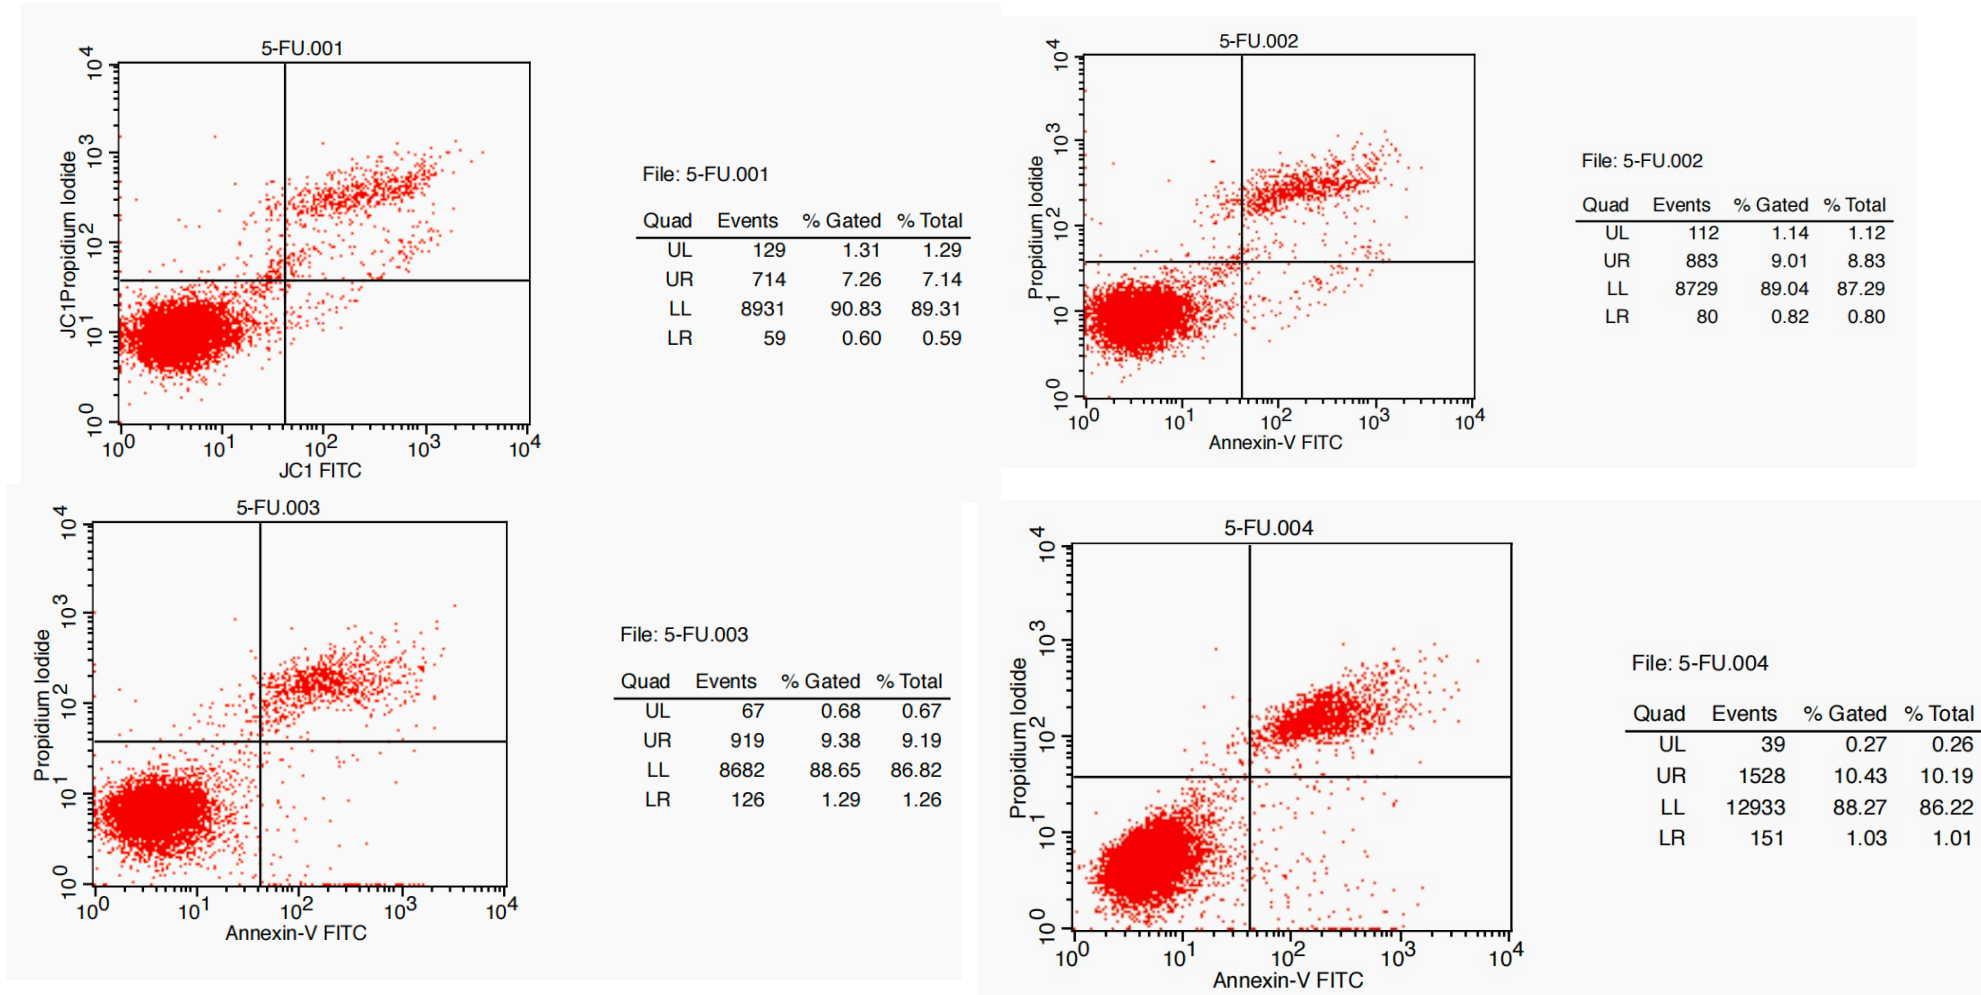 5-FU.001
10^4
10^3
10^2
10^1
10^0
JC1Propidium Iodide
10^0 10^1 10^2 10^3 10^4
JC1 FITC
File: 5-FU.001
Quad Events % Gated % Total
UL 129 1.31 1.29
UR 714 7.26 7.14
LL 8931 90.83 89.31
LR 59 0.60 0.59
5-FU.002
10^4
10^3
10^2
10^1
10^0
Propidium Iodide
10^0 10^1 10^2 10^3 10^4
Annexin-V FITC
File: 5-FU.002
Quad Events % Gated % Total
UL 112 1.14 1.12
UR 883 9.01 8.83
LL 8729 89.04 87.29
LR 80 0.82 0.80
5-FU.003
10^4
10^3
10^2
10^1
10^0
Propidium Iodide
10^0 10^1 10^2 10^3 10^4
Annexin-V FITC
File: 5-FU.003
Quad Events % Gated % Total
UL 67 0.68 0.67
UR 919 9.38 9.19
LL 8682 88.65 86.82
LR 126 1.29 1.26
5-FU.004
10^4
10^3
10^2
10^1
10^0
Propidium Iodide
10^0 10^1 10^2 10^3 10^4
Annexin-V FITC
File: 5-FU.004
Quad Events % Gated % Total
UL 39 0.27 0.26
UR 1528 10.43 10.19
LL 12933 88.27 86.22
LR 151 1.03 1.01